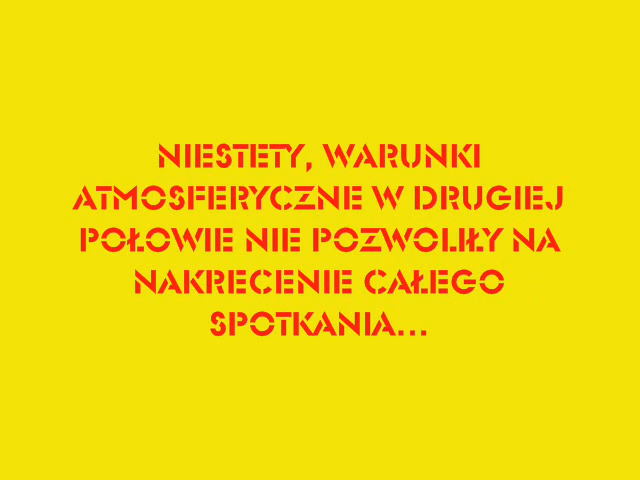 NIESTETY, WARUNKI
ATMOSFERYCZNE W DRUGIEJ
POŁOWIE NIE POZWOLIŁY NA
NAKRECENIE CAŁEGO
SPOTKANIA...